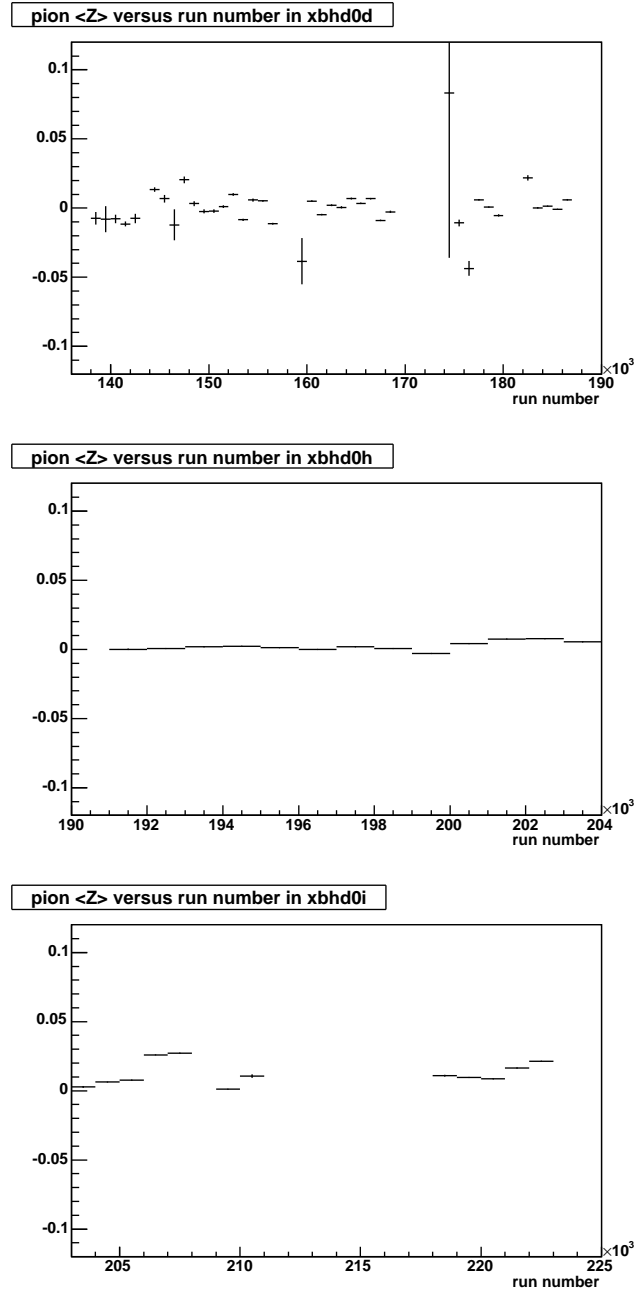 pion <Z> versus run number in xbhd0d
0.1
0.05
0
-0.05
-0.1
140 150 160 170 180 190
×10³
run number
pion <Z> versus run number in xbhd0h
0.1
0.05
0
-0.05
-0.1
190 192 194 196 198 200 202 204
×10³
run number
pion <Z> versus run number in xbhd0i
0.1
0.05
0
-0.05
-0.1
205 210 215 220 225
×10³
run number